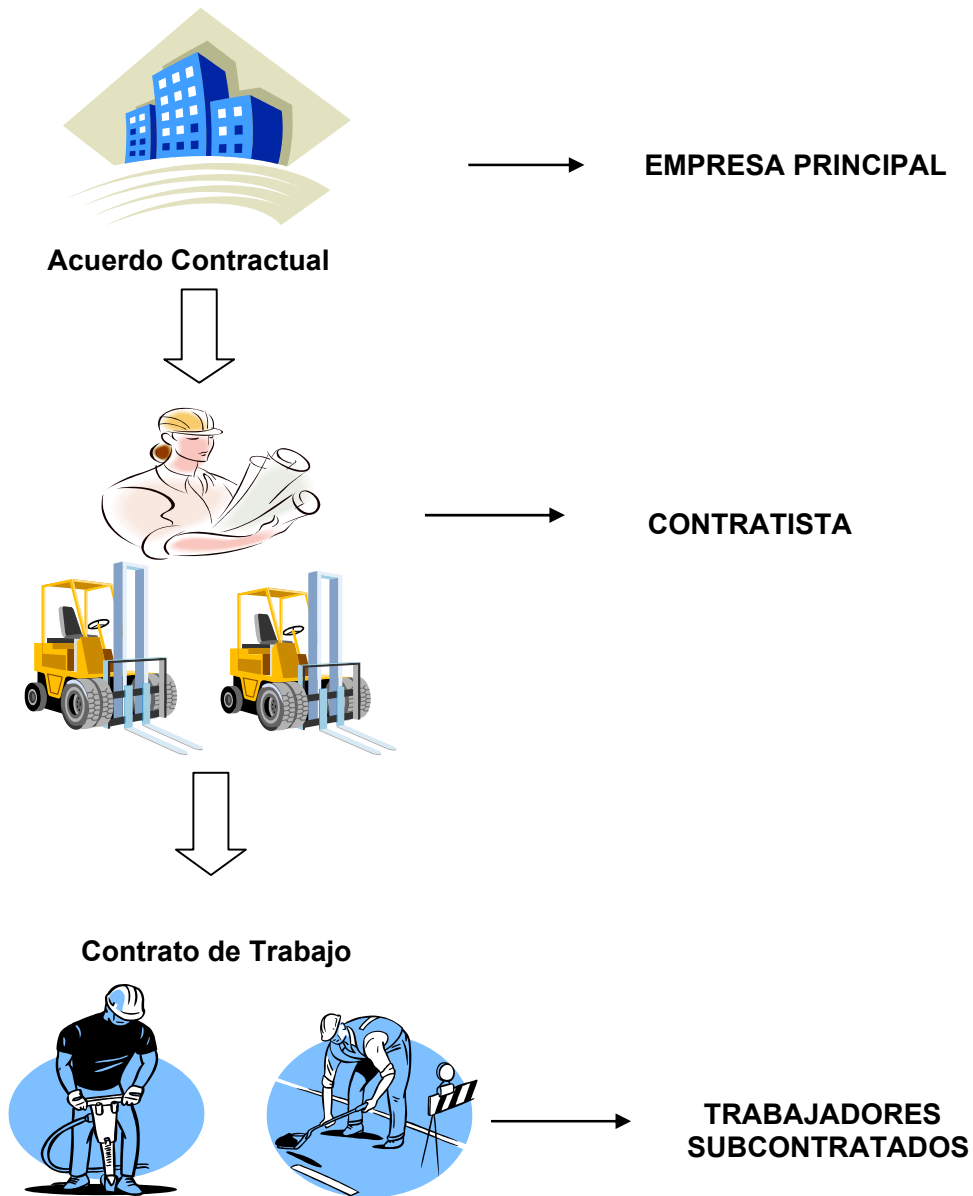 EMPRESA PRINCIPAL
Acuerdo Contractual
CONTRATISTA
Contrato de Trabajo
TRABAJADORES
SUBCONTRATADOS